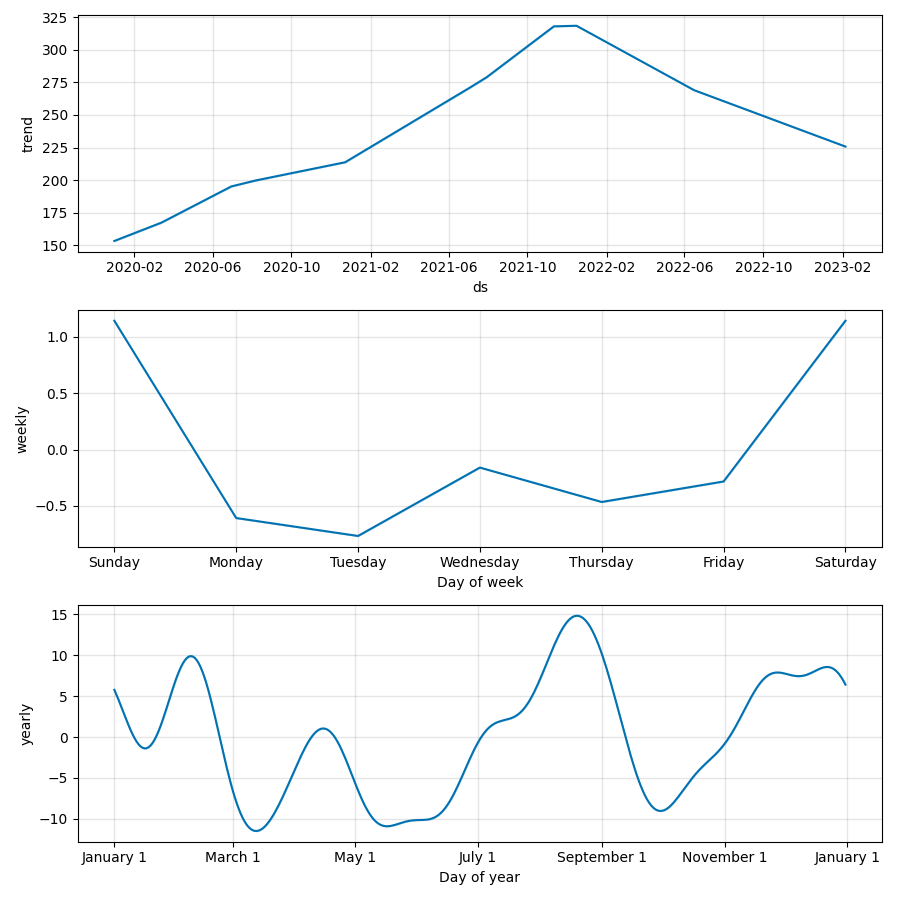 325
300
275
250
225
200
175
150
trend
2020-02 2020-06 2020-10 2021-02 2021-06 2021-10 2022-02 2022-06 2022-10 2023-02
ds
1.0
0.5
0.0
−0.5
weekly
Sunday Monday Tuesday Wednesday Thursday Friday Saturday
Day of week
15
10
5
0
−5
−10
yearly
January 1 March 1 May 1 July 1 September 1 November 1 January 1
Day of year